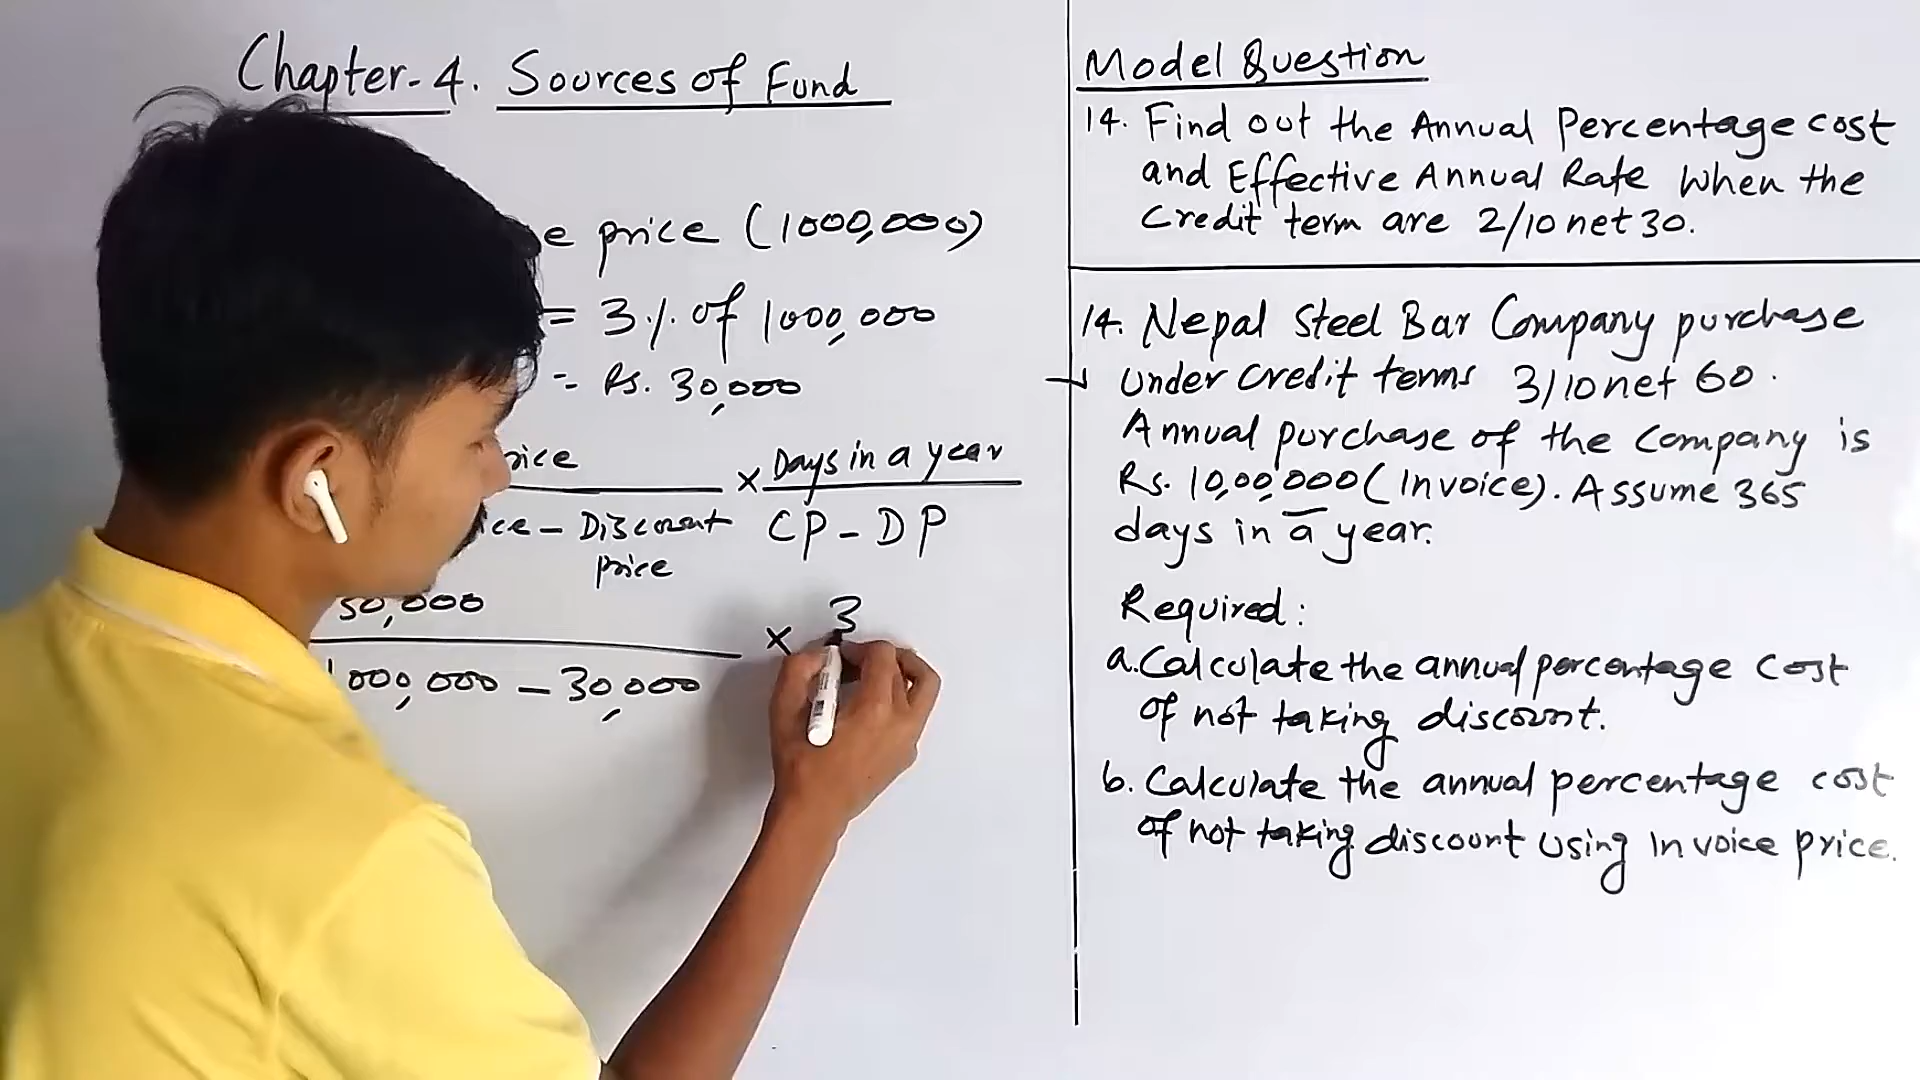 Chapter-4. Sources of Fund
e price (1000,000)
= 3% of 1000,000
= Rs. 30,000
rice × Days in a year
ce - Discount CP - DP
price
30,000 × 3
1000,000 - 30,000
Model Question
14. Find out the Annual Percentage cost
and Effective Annual Rate When the
Credit term are 2/10 net 30.
14. Nepal Steel Bar Company purchase
Under credit terms 3/10 net 60.
Annual purchase of the Company is
Rs. 10,00,000 (Invoice). Assume 365
days in a year.
Required:
a. Calculate the annual percentage cost
of not taking discount.
b. Calculate the annual percentage cost
of not taking discount Using Invoice price.